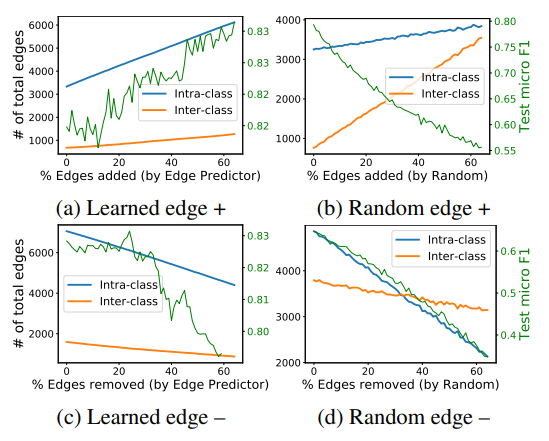 6000
5000
4000
3000
2000
1000
# of total edges
0.83
0.83
0.82
0.82
Intra-class
Inter-class
0 20 40 60
% Edges added (by Edge Predictor)
(a) Learned edge +
4000
3000
2000
1000
0.80
0.75
0.70
0.65
0.60
0.55
Test micro F1
Intra-class
Inter-class
0 20 40 60
% Edges added (by Random)
(b) Random edge +
6000
4000
2000
# of total edges
0.83
0.82
0.81
0.80
Intra-class
Inter-class
0 20 40 60
% Edges removed (by Edge Predictor)
(c) Learned edge –
4000
3000
2000
0.6
0.5
0.4
Test micro F1
Intra-class
Inter-class
0 20 40 60
% Edges removed (by Random)
(d) Random edge –